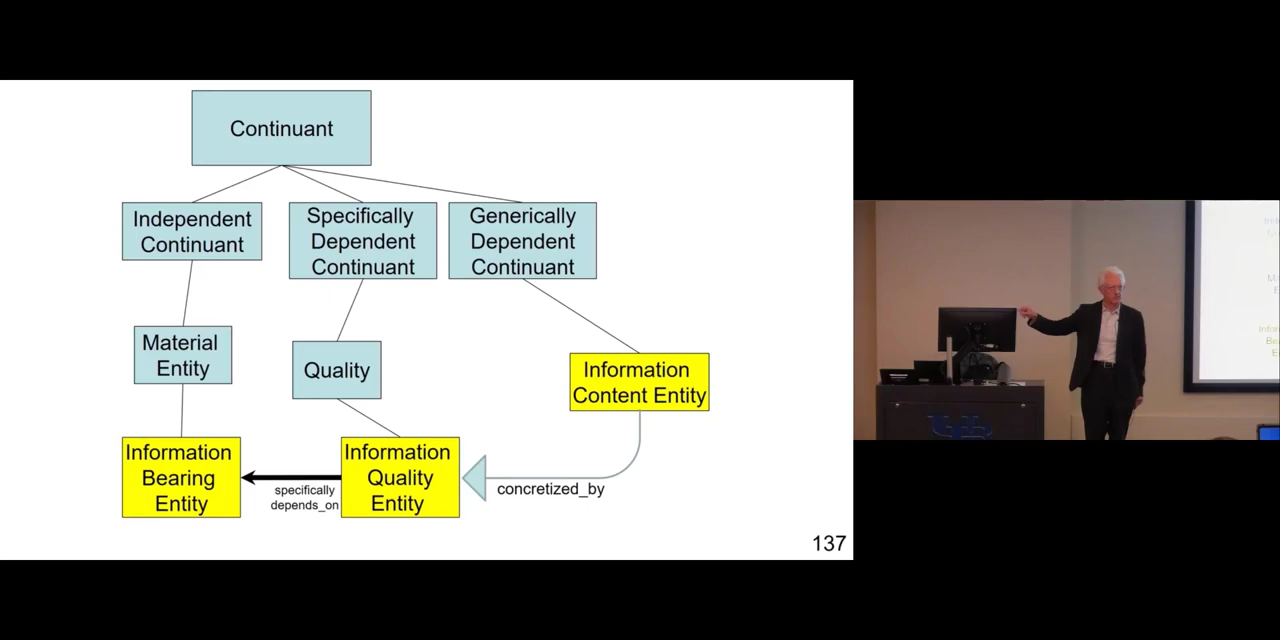 Continuant
Independent
Continuant
Specifically
Dependent
Continuant
Generically
Dependent
Continuant
Material
Entity
Quality
Information
Content Entity
Information
Bearing
Entity
specifically
depends_on
Information
Quality
Entity
concretized_by
137